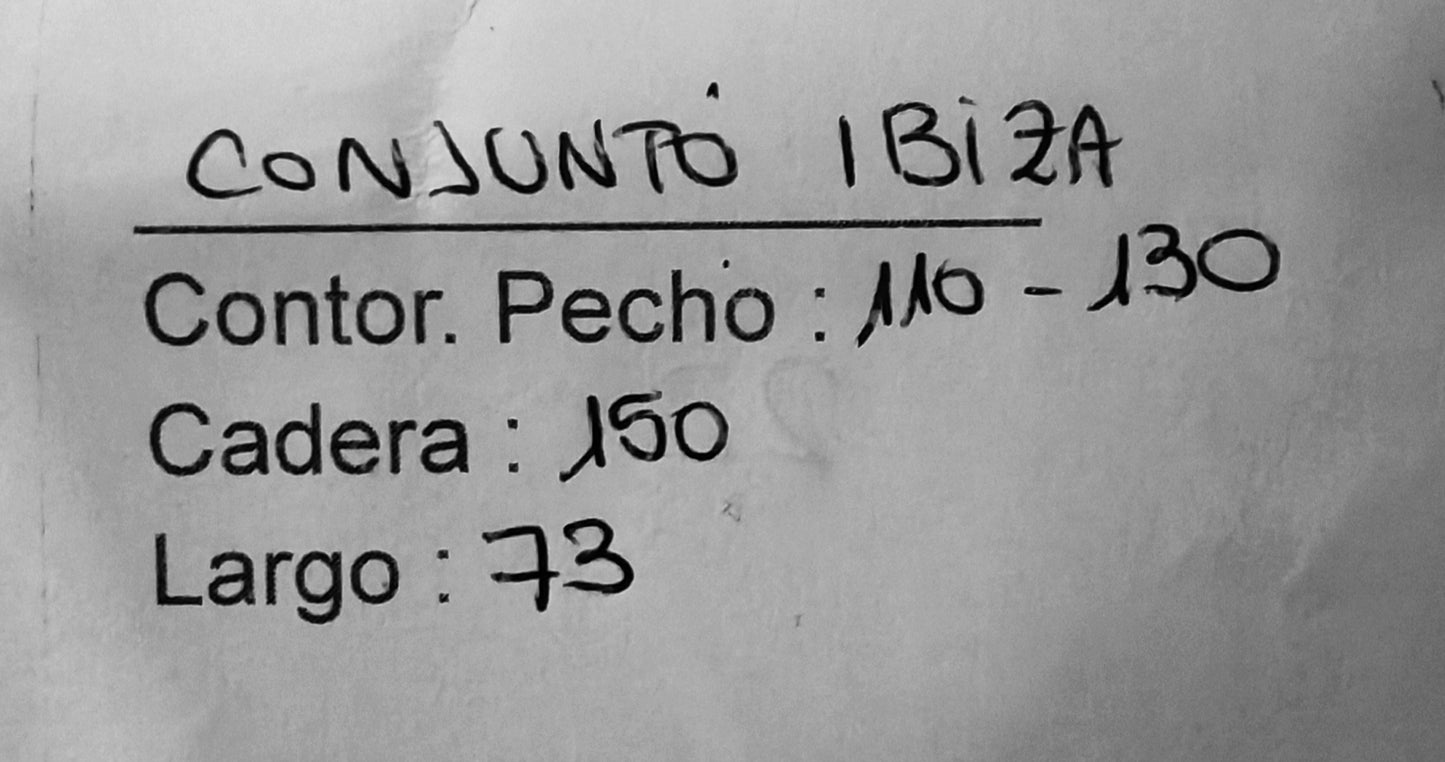 CONJUNTO IBIZA
Contor. Pecho : 110 - 130
Cadera : 150
Largo : 73